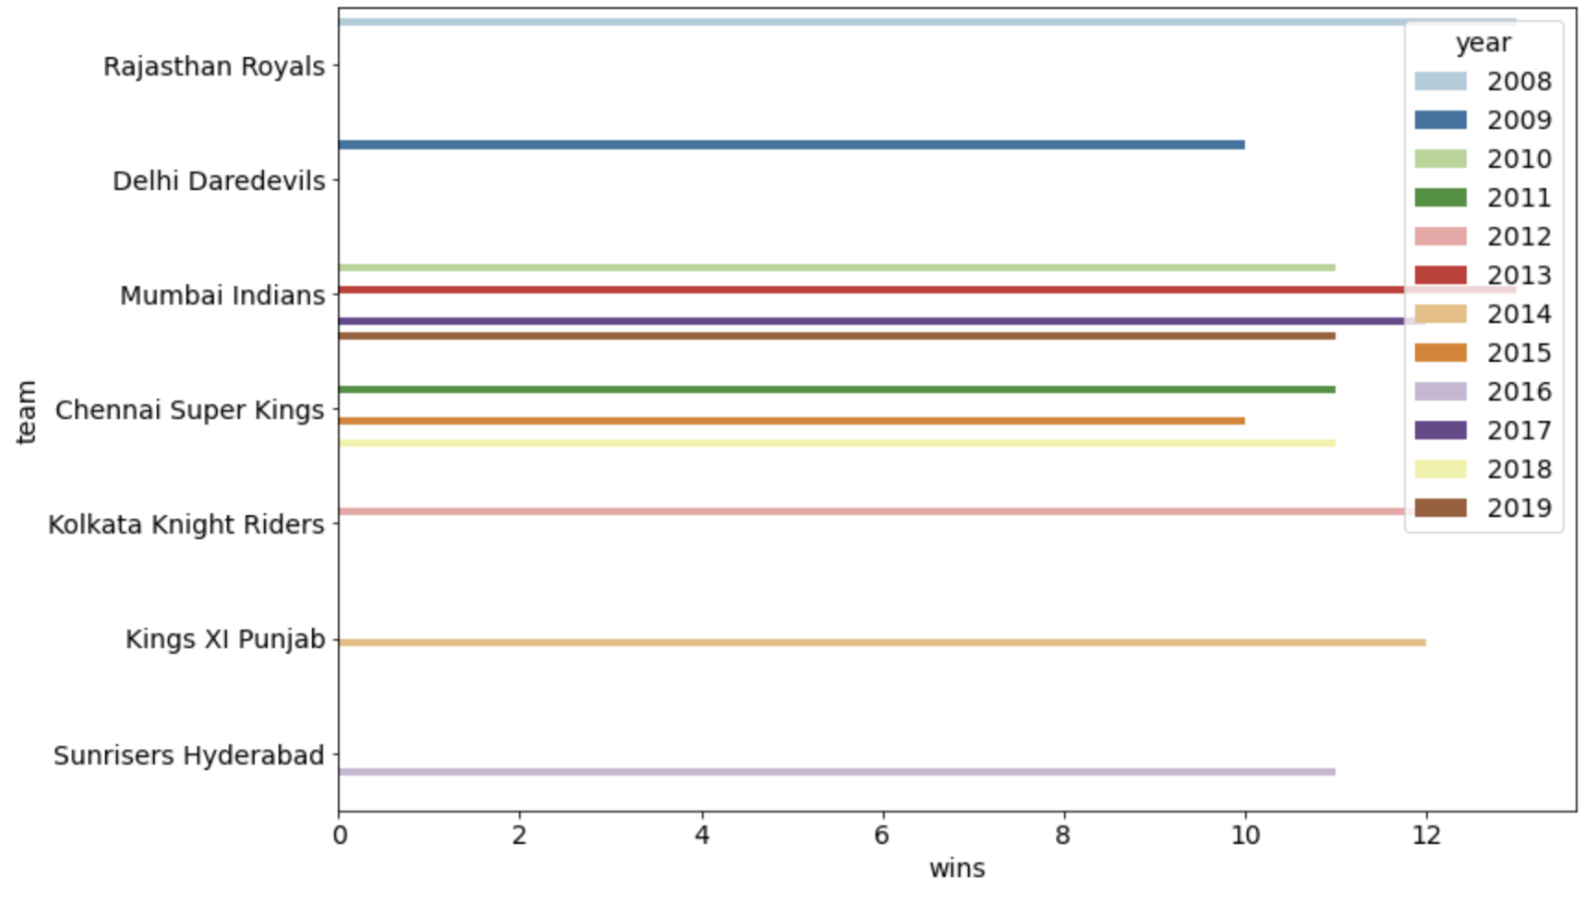 Rajasthan Royals
Delhi Daredevils
Mumbai Indians
Chennai Super Kings
Kolkata Knight Riders
Kings XI Punjab
Sunrisers Hyderabad
team
0 2 4 6 8 10 12
wins
year
2008
2009
2010
2011
2012
2013
2014
2015
2016
2017
2018
2019